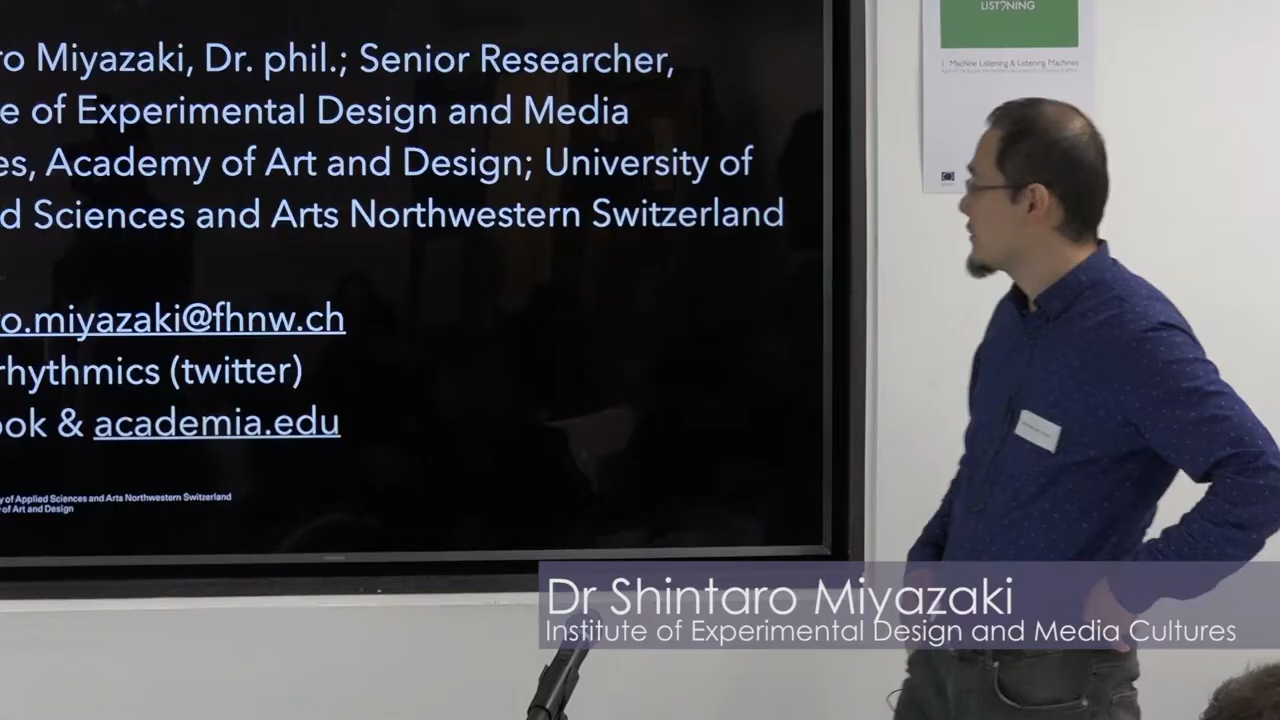 ro Miyazaki, Dr. phil.; Senior Researcher,
e of Experimental Design and Media
es, Academy of Art and Design; University of
d Sciences and Arts Northwestern Switzerland
ro.miyazaki@fhnw.ch
rhythmics (twitter)
ook & academia.edu
y of Applied Sciences and Arts Northwestern Switzerland
of Art and Design
LISTENING
1: Machine Listening & Listening Machines
Dr Shintaro Miyazaki
Institute of Experimental Design and Media Cultures